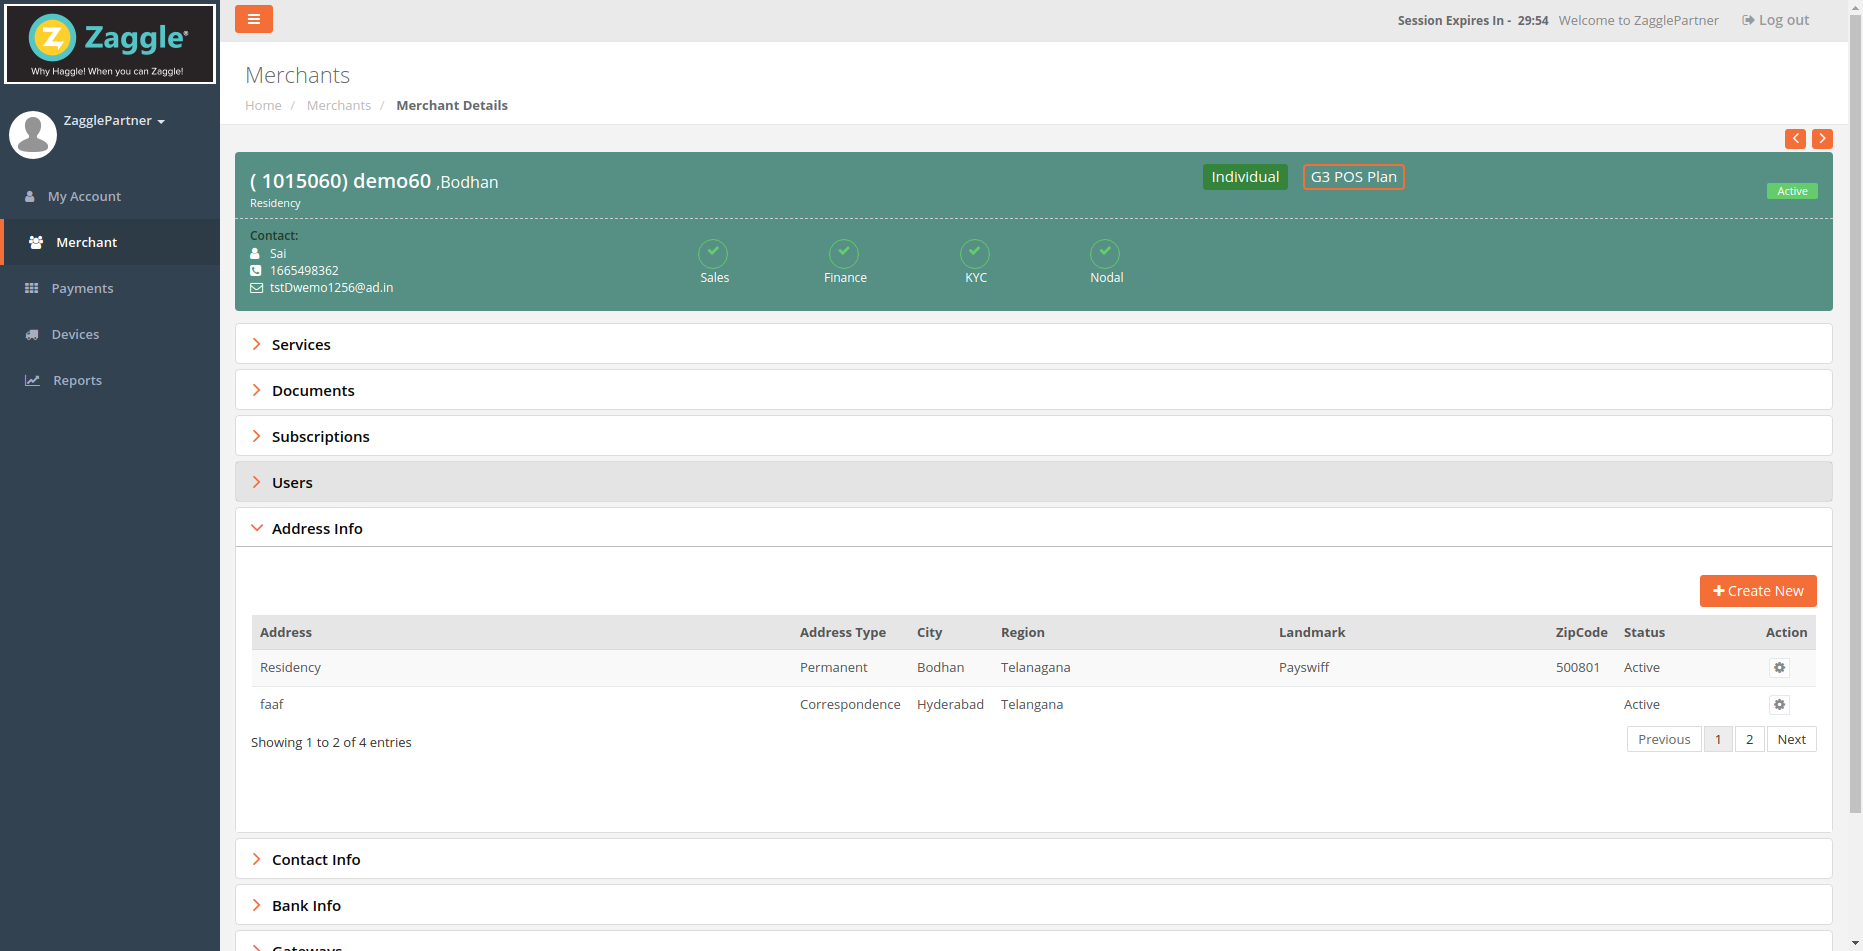 Zaggle®
Why Haggle! When you can Zaggle!
Session Expires In - 29:54 Welcome to ZagglePartner Log out
ZagglePartner
My Account
Merchant
Payments
Devices
Reports
Merchants
Home / Merchants / Merchant Details
( 1015060) demo60 ,Bodhan Individual G3 POS Plan
Residency Active
Contact:
Sai
1665498362
tstDwemo1256@ad.in
Sales Finance KYC Nodal
Services
Documents
Subscriptions
Users
Address Info
Create New
Address Address Type City Region Landmark ZipCode Status Action
Residency Permanent Bodhan Telanagana Payswiff 500801 Active
faaf Correspondence Hyderabad Telangana Active
Showing 1 to 2 of 4 entries Previous 1 2 Next
Contact Info
Bank Info
Gateways